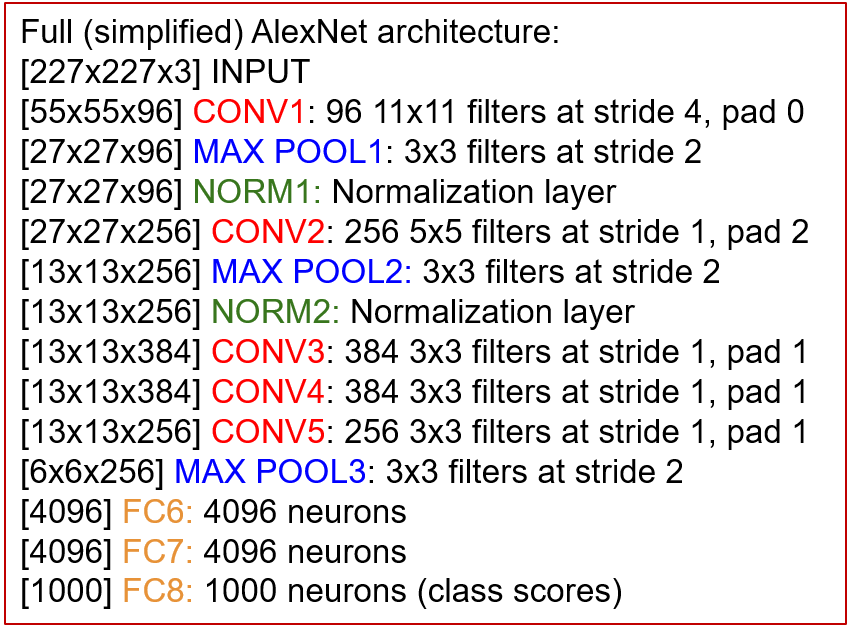 Full (simplified) AlexNet architecture:
[227x227x3] INPUT
[55x55x96] CONV1: 96 11x11 filters at stride 4, pad 0
[27x27x96] MAX POOL1: 3x3 filters at stride 2
[27x27x96] NORM1: Normalization layer
[27x27x256] CONV2: 256 5x5 filters at stride 1, pad 2
[13x13x256] MAX POOL2: 3x3 filters at stride 2
[13x13x256] NORM2: Normalization layer
[13x13x384] CONV3: 384 3x3 filters at stride 1, pad 1
[13x13x384] CONV4: 384 3x3 filters at stride 1, pad 1
[13x13x256] CONV5: 256 3x3 filters at stride 1, pad 1
[6x6x256] MAX POOL3: 3x3 filters at stride 2
[4096] FC6: 4096 neurons
[4096] FC7: 4096 neurons
[1000] FC8: 1000 neurons (class scores)